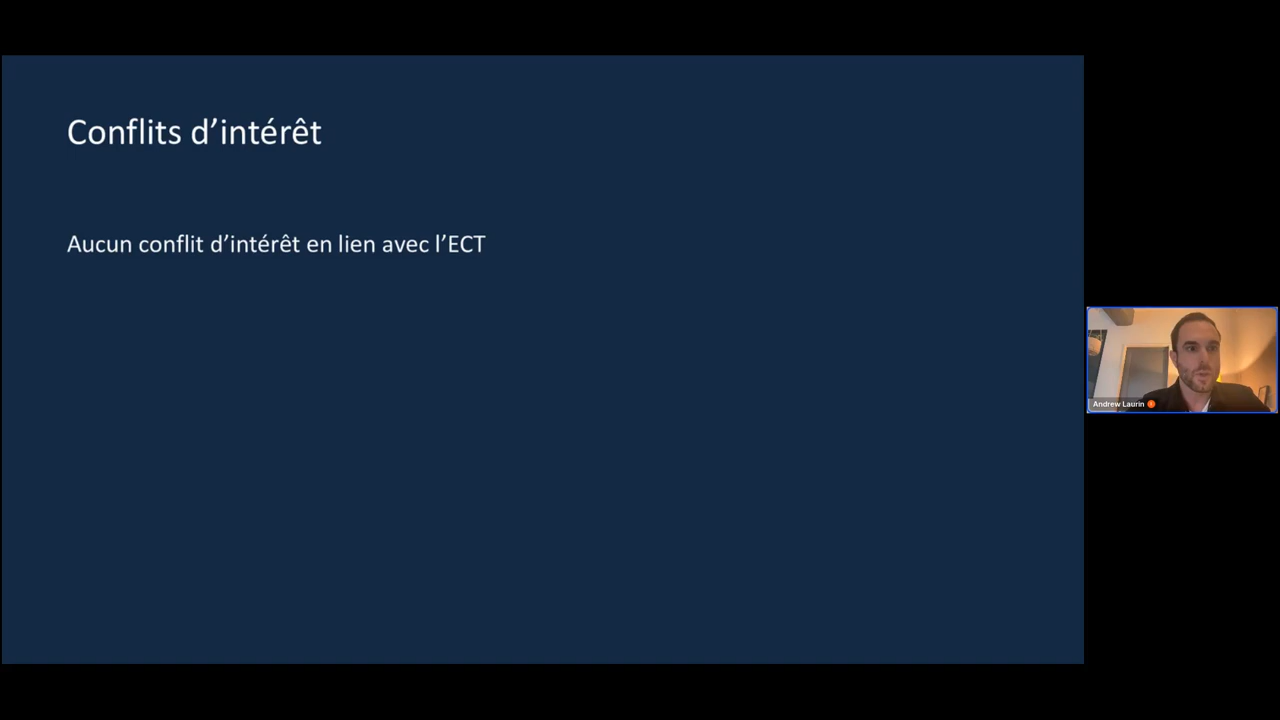 Conflits d’intérêt
Aucun conflit d’intérêt en lien avec l’ECT
Andrew Laurin